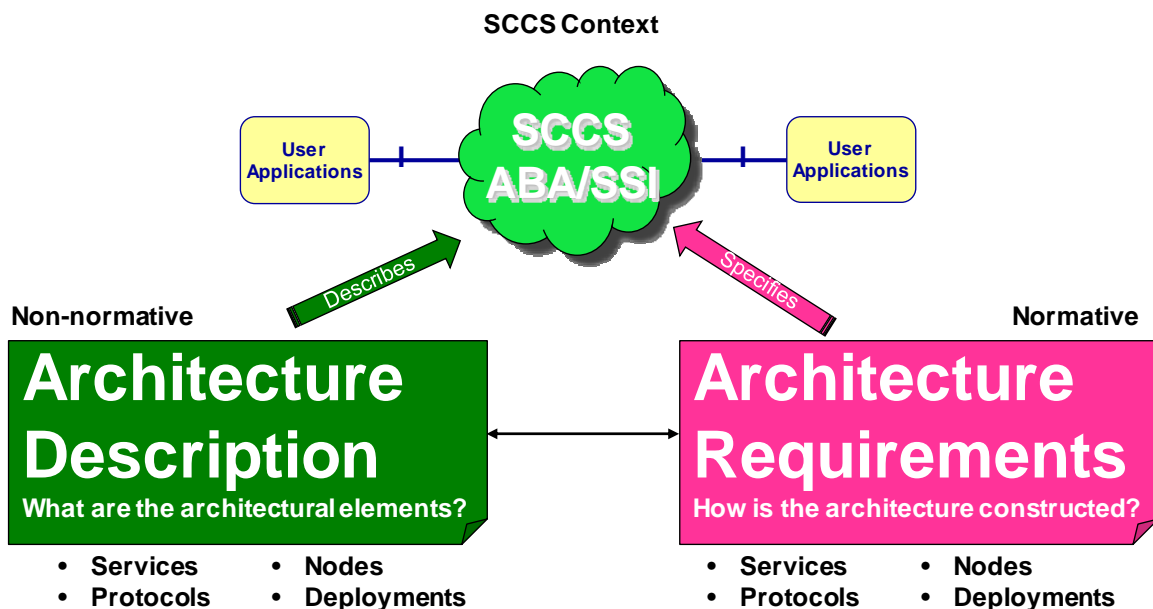 SCCS Context
SCCS
ABA/SSI
User
Applications
User
Applications
Describes
Specifies
Non-normative
Normative
Architecture
Description
What are the architectural elements?
Architecture
Requirements
How is the architecture constructed?
• Services
• Protocols
• Nodes
• Deployments
• Services
• Protocols
• Nodes
• Deployments